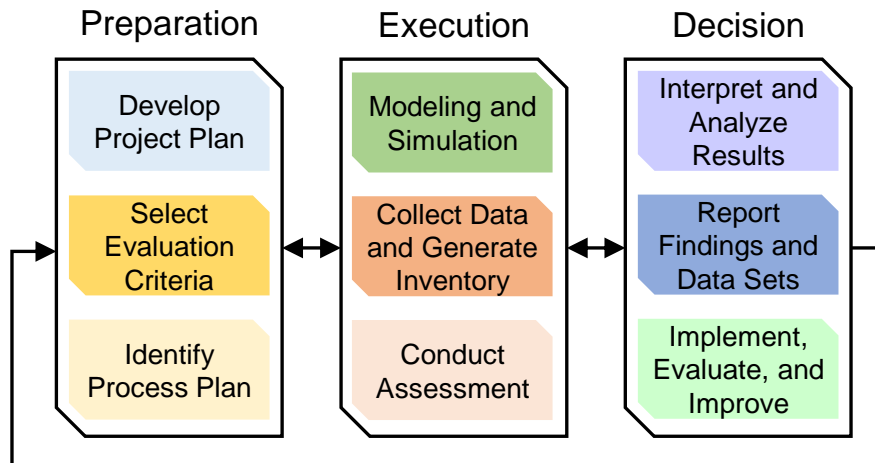 Preparation
Develop
Project Plan
Select
Evaluation
Criteria
Identify
Process Plan
Execution
Modeling and
Simulation
Collect Data
and Generate
Inventory
Conduct
Assessment
Decision
Interpret and
Analyze
Results
Report
Findings and
Data Sets
Implement,
Evaluate, and
Improve